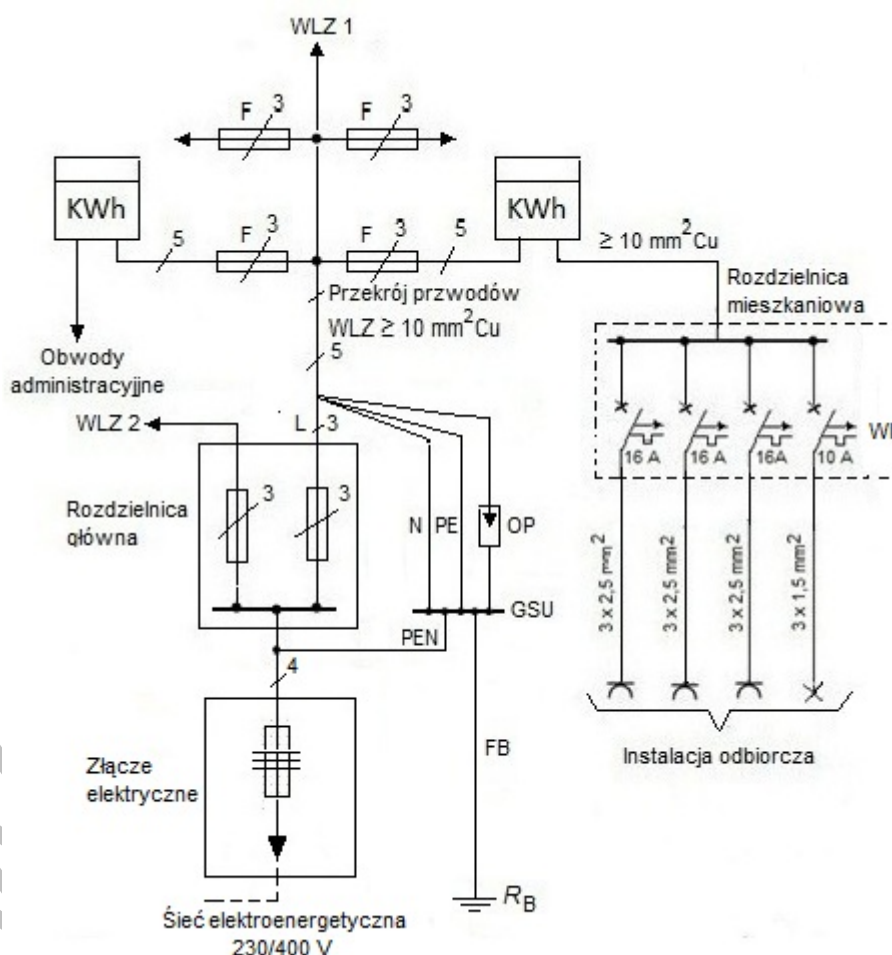 WLZ 1
F 3 F 3
KWh
KWh
5 F 3 F 3 5
≥ 10 mm²Cu
Przekrój przwodów
WLZ ≥ 10 mm²Cu
Rozdzielnica
mieszkaniowa
5
Obwody
administracyjne
WLZ 2
L 3
16 A 16 A 16A 10 A
WI
Rozdzielnica
główna
3 3
N PE OP
3 x 2,5 mm²
3 x 2,5 mm²
3 x 2,5 mm²
3 x 1,5 mm²
GSU
PEN
4
Złącze
elektryczne
FB
Instalacja odbiorcza
R_B
Śieć elektroenergetyczna
230/400 V